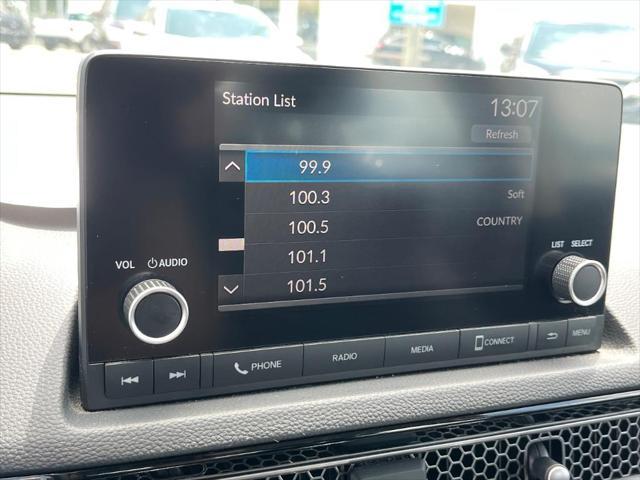 Station List 13:07
Refresh
99.9
100.3 Soft
100.5 COUNTRY
101.1
101.5
VOL AUDIO
LIST SELECT
PHONE RADIO MEDIA CONNECT MENU